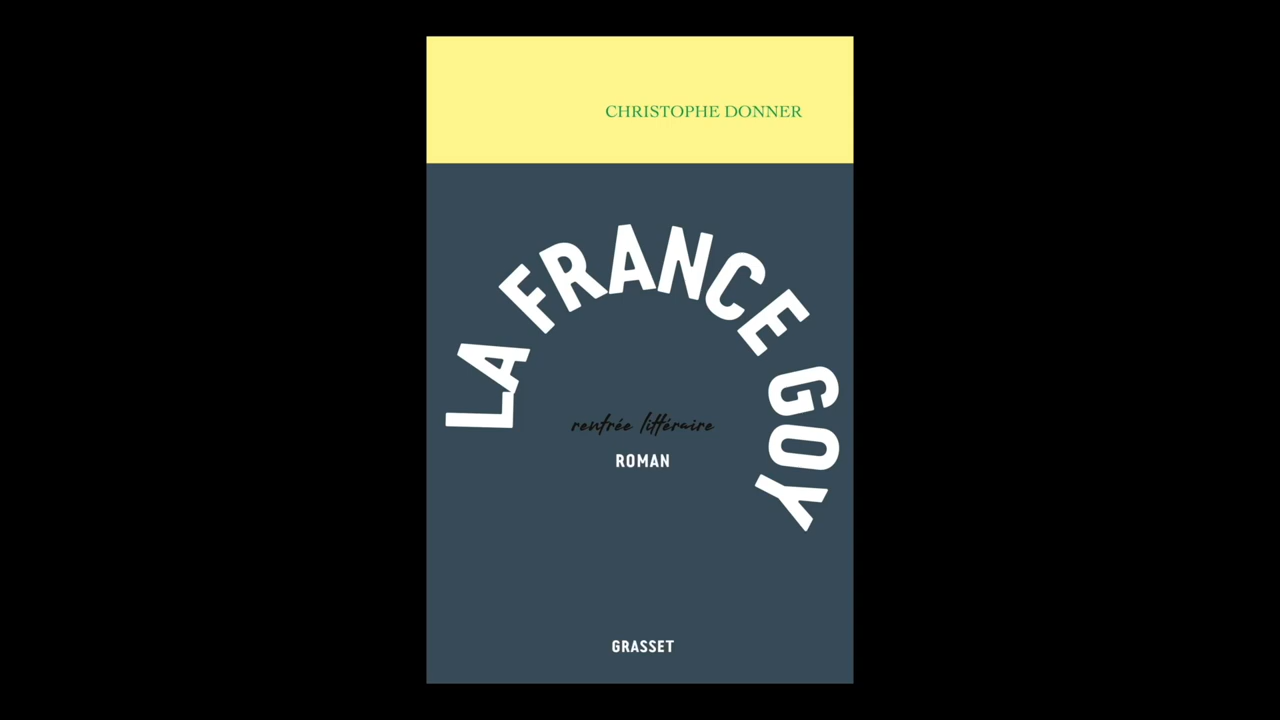 CHRISTOPHE DONNER
LA FRANCE GOY
rentrée littéraire
ROMAN
GRASSET